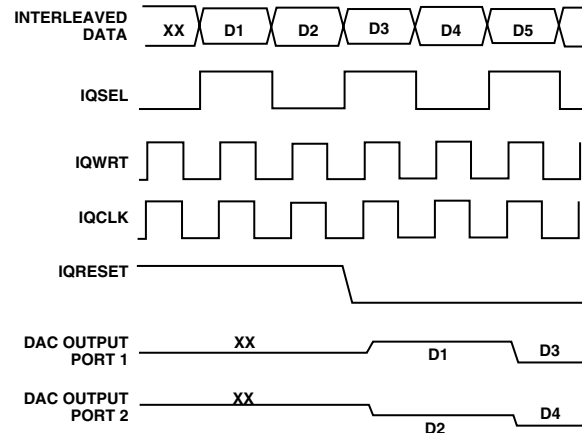 INTERLEAVED
DATA
XX D1 D2 D3 D4 D5
IQSEL
IQWRT
IQCLK
IQRESET
DAC OUTPUT
PORT 1
XX
D1
D3
DAC OUTPUT
PORT 2
XX
D2
D4